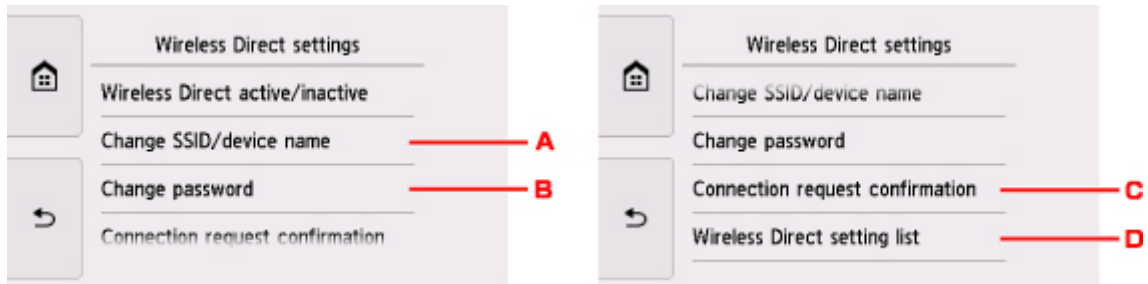 Wireless Direct settings
Wireless Direct active/inactive
Change SSID/device name
A
Change password
B
Connection request confirmation
Wireless Direct settings
Change SSID/device name
Change password
Connection request confirmation
C
Wireless Direct setting list
D